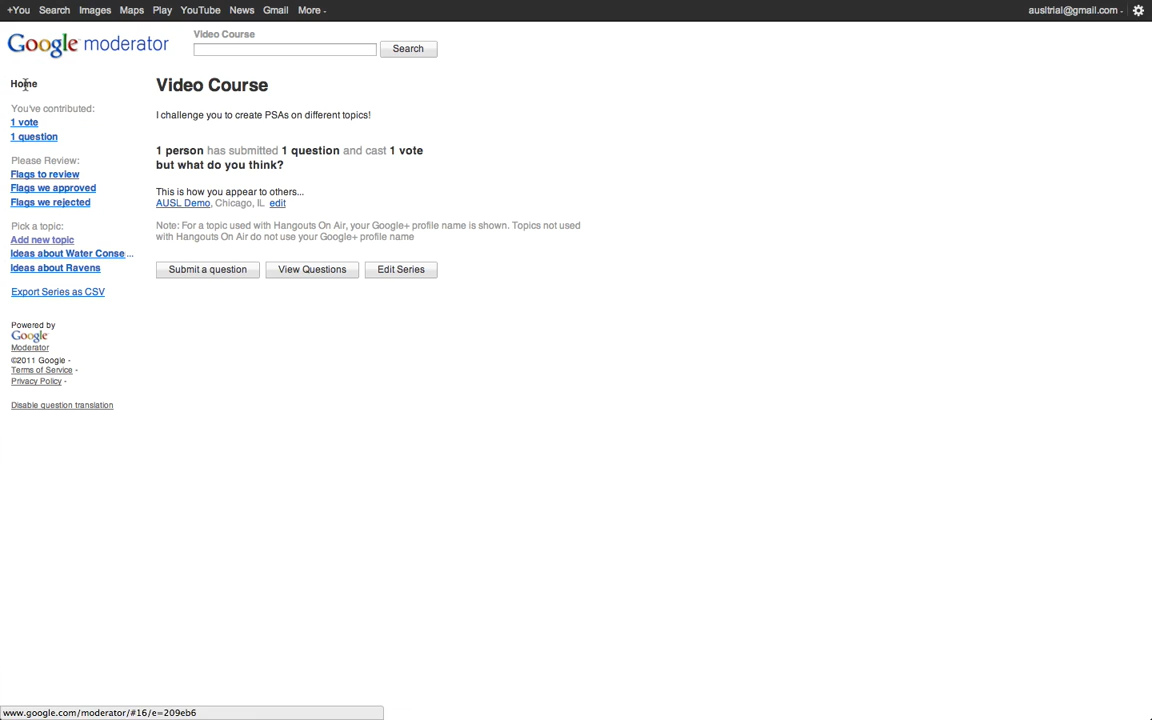 +You Search Images Maps Play YouTube News Gmail More - ausltrial@gmail.com -
Google moderator
Video Course
Search
Home
You've contributed:
1 vote
1 question
Please Review:
Flags to review
Flags we approved
Flags we rejected
Pick a topic:
Add new topic
Ideas about Water Conse ...
Ideas about Ravens
Export Series as CSV
Powered by
Google
Moderator
©2011 Google -
Terms of Service -
Privacy Policy -
Disable question translation
Video Course
I challenge you to create PSAs on different topics!
1 person has submitted 1 question and cast 1 vote
but what do you think?
This is how you appear to others...
AUSL Demo, Chicago, IL edit
Note: For a topic used with Hangouts On Air, your Google+ profile name is shown. Topics not used
with Hangouts On Air do not use your Google+ profile name
Submit a question View Questions Edit Series
www.google.com/moderator/#16/e=209eb6